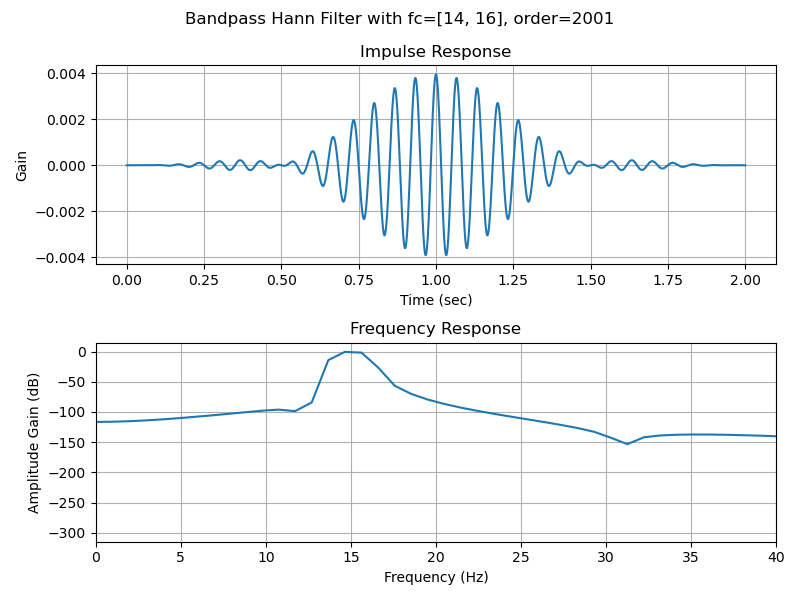 Bandpass Hann Filter with fc=[14, 16], order=2001
Impulse Response
0.004
0.002
0.000
−0.002
−0.004
Gain
0.00 0.25 0.50 0.75 1.00 1.25 1.50 1.75 2.00
Time (sec)
Frequency Response
0
−50
−100
−150
−200
−250
−300
Amplitude Gain (dB)
0 5 10 15 20 25 30 35 40
Frequency (Hz)